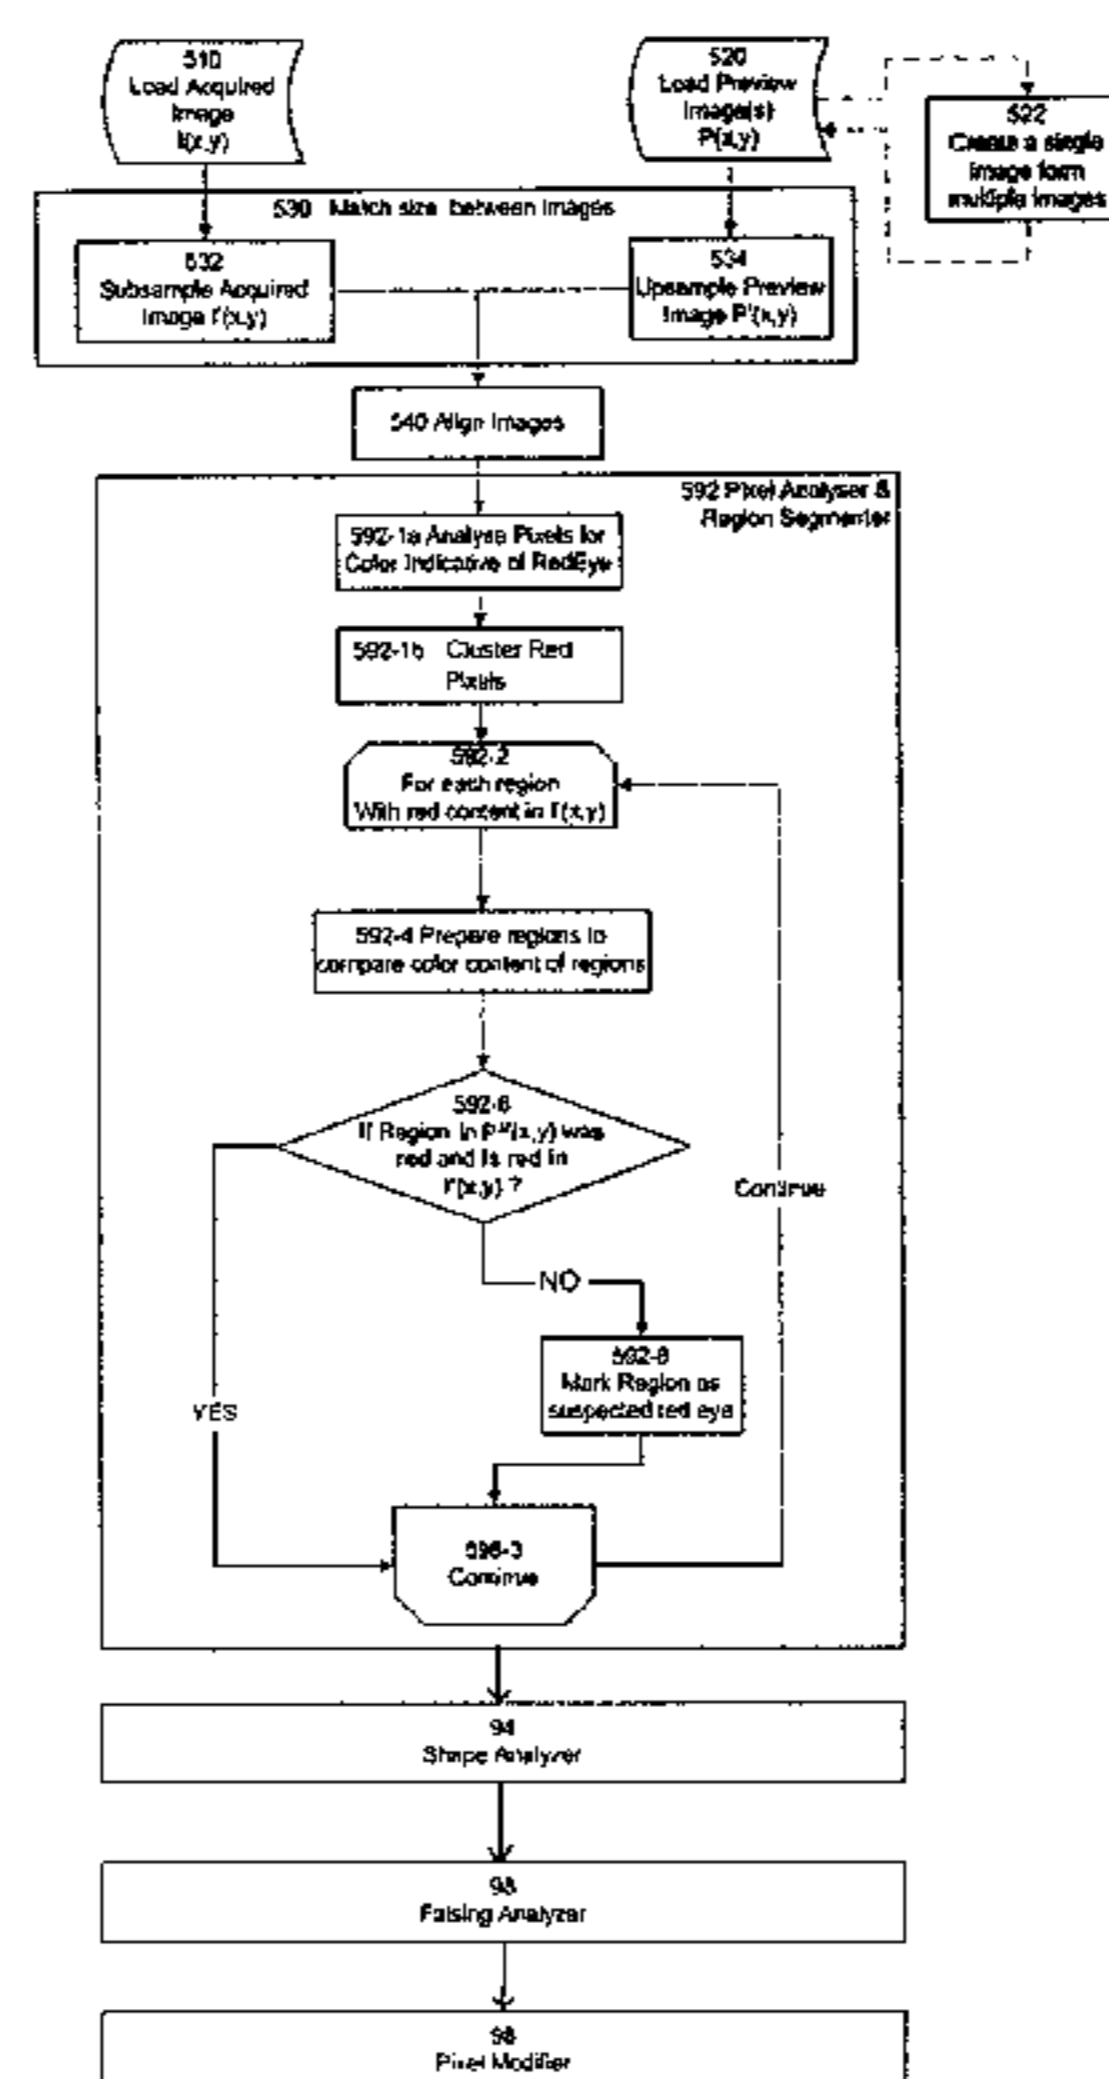 510
Load Acquired
Image
I(x,y)
520
Load Preview
Image(s)
P(x,y)
522
Create a single
image form
multiple images
530 Match size between images
532
Subsample Acquired
Image I'(x,y)
534
Upsample Preview
Image P'(x,y)
540 Align Images
592 Pixel Analyser &
Region Segmenter
592-1a Analyse Pixels for
Color Indicative of RedEye
592-1b Cluster Red
Pixels
592-2
For each region
With red content in I'(x,y)
592-4 Prepare regions to
compare color content of regions
592-6
If Region in P'(x,y) was
red and is red in
I'(x,y) ?
Continue
NO
592-8
Mark Region as
suspected red eye
YES
596-3
Continue
94
Shape Analyzer
98
Falsing Analyzer
Pixel Modifier